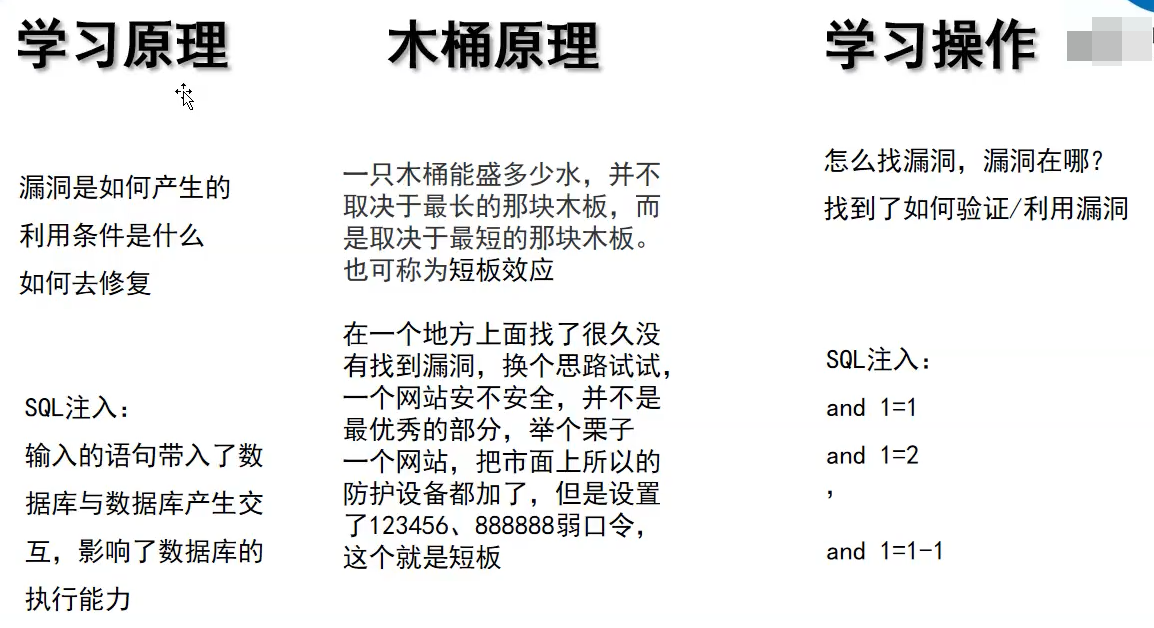 学习原理
漏洞是如何产生的
利用条件是什么
如何去修复
SQL注入：
输入的语句带入了数
据库与数据库产生交
互，影响了数据库的
执行能力
木桶原理
一只木桶能盛多少水，并不
取决于最长的那块木板，而
是取决于最短的那块木板。
也可称为短板效应
在一个地方上面找了很久没
有找到漏洞，换个思路试试，
一个网站安不安全，并不是
最优秀的部分，举个栗子
一个网站，把市面上所以的
防护设备都加了，但是设置
了123456、888888弱口令，
这个就是短板
学习操作
怎么找漏洞，漏洞在哪？
找到了如何验证/利用漏洞
SQL注入：
and 1=1
and 1=2
，
and 1=1-1